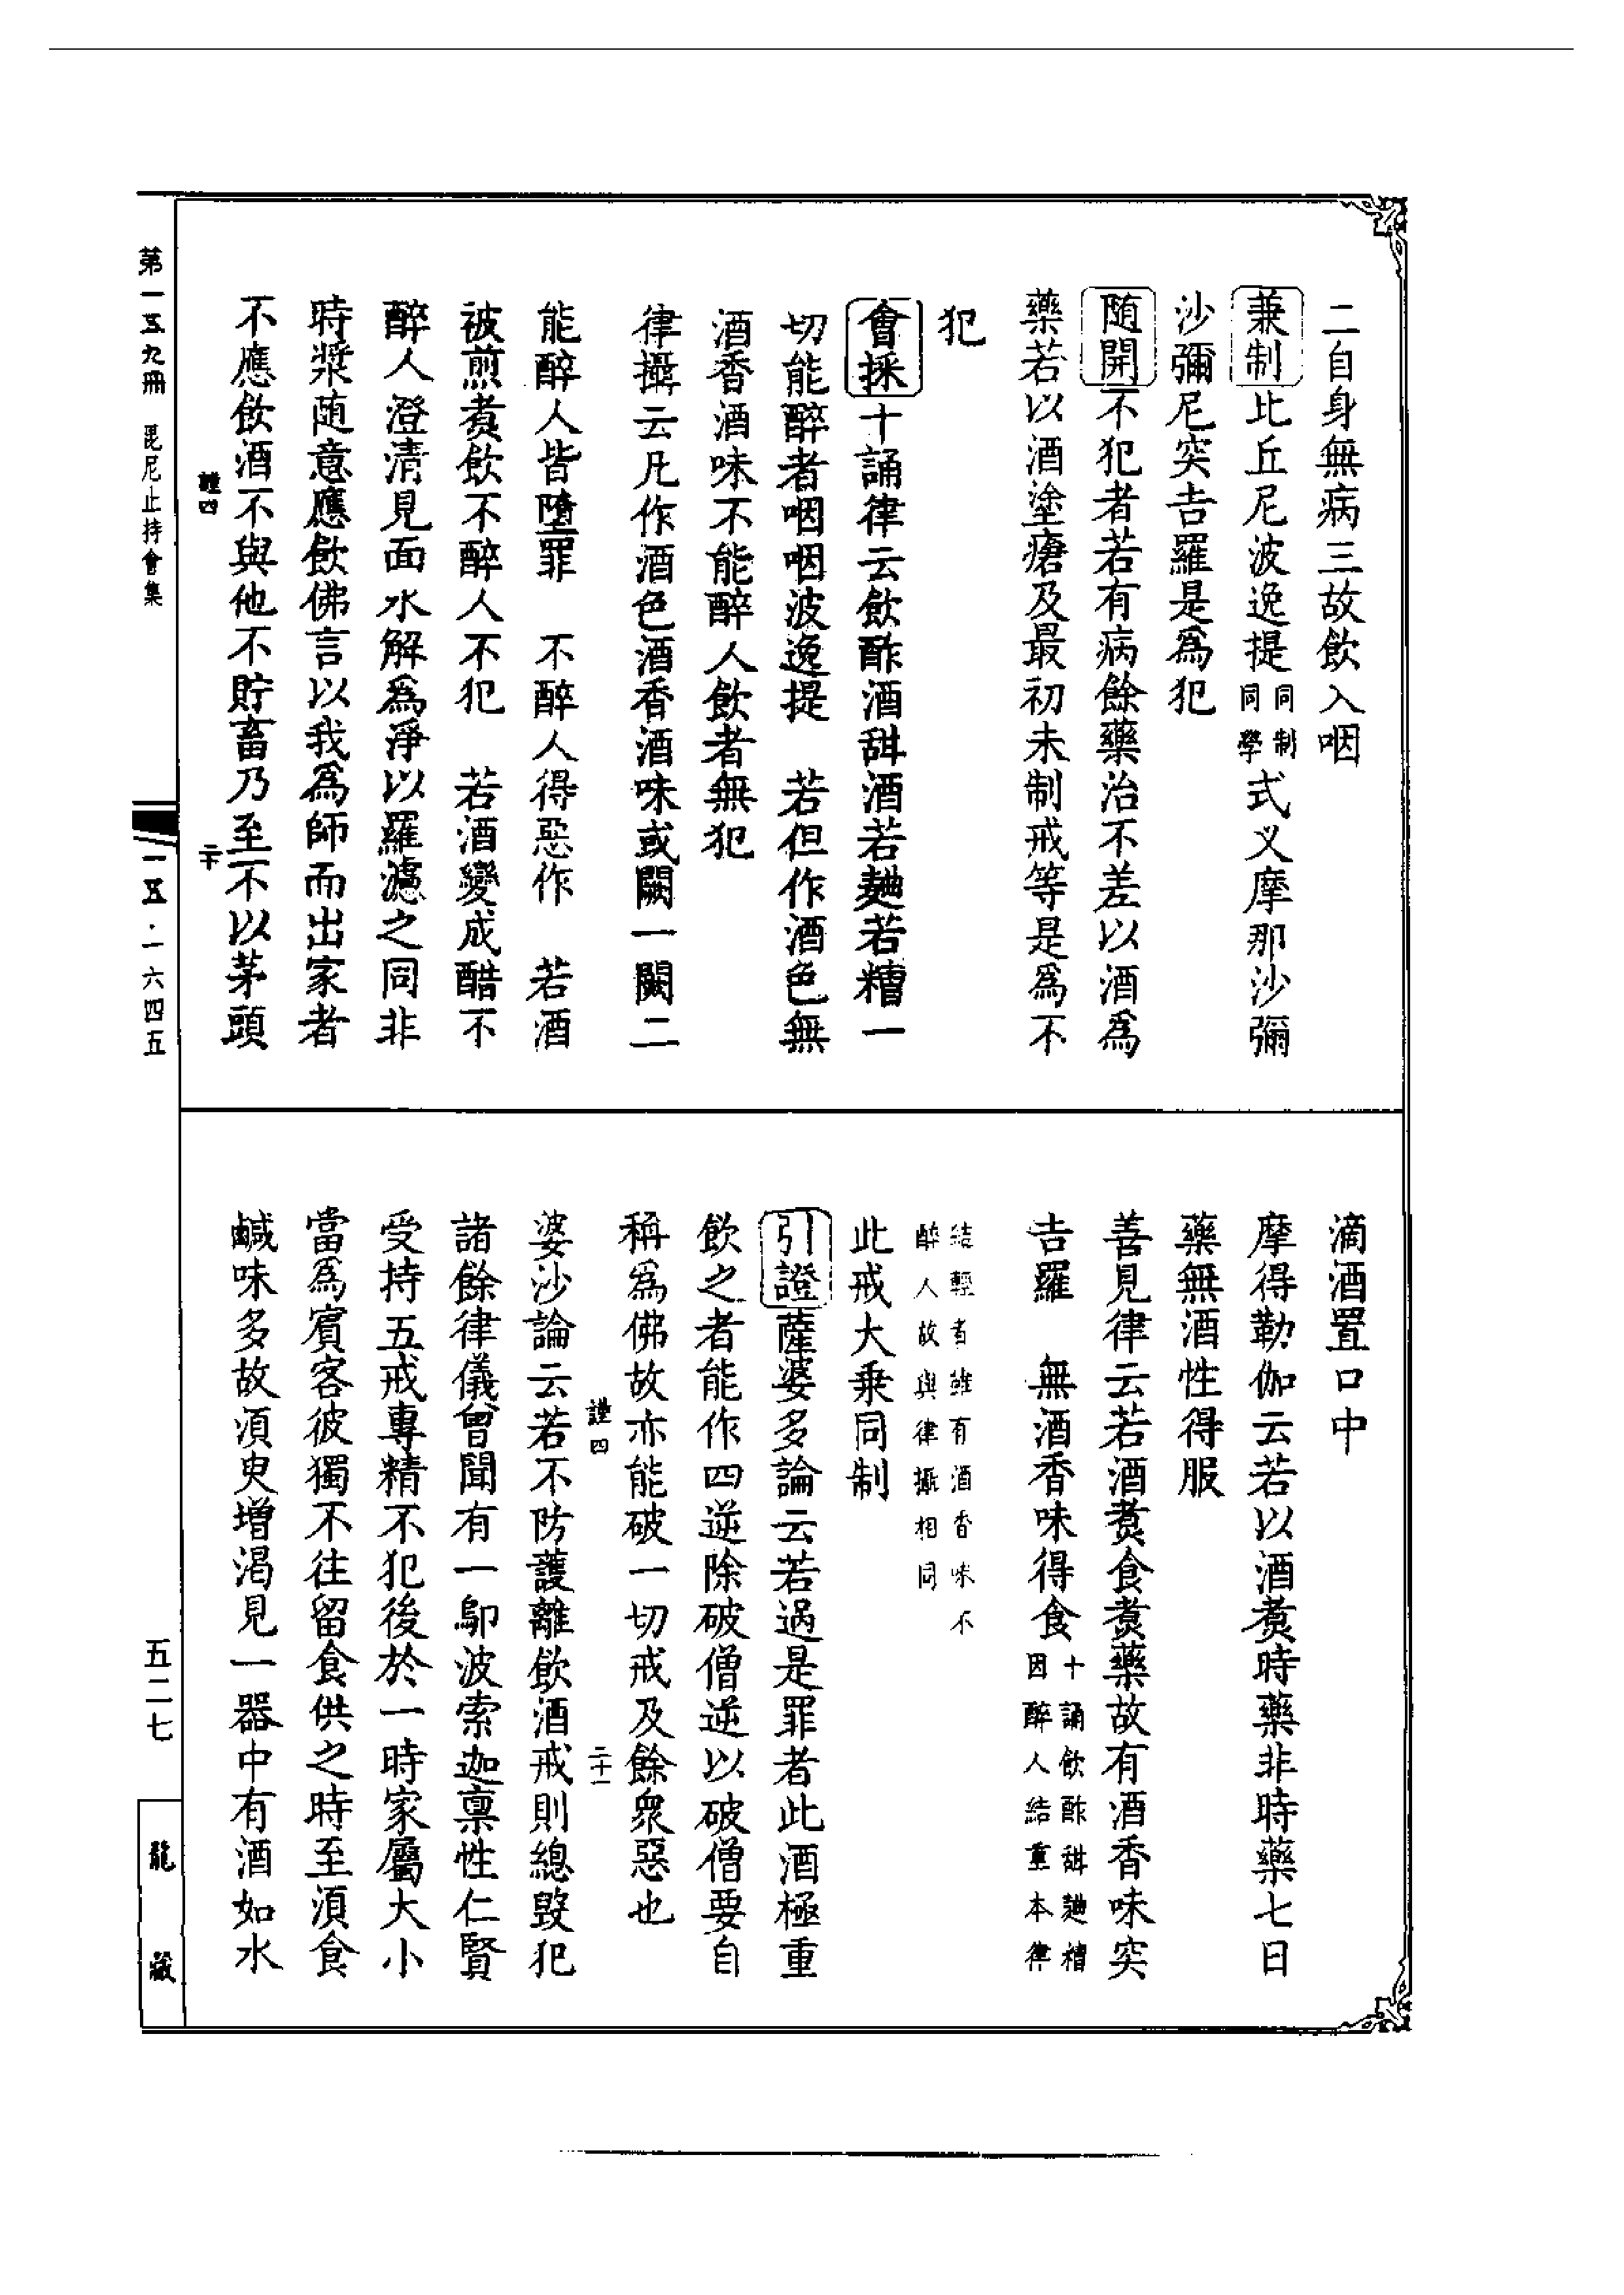 二自身無病三故飲入咽
兼制比丘尼波逸提同制同學式义摩那沙彌
沙彌尼突吉羅是爲犯
随開不犯者若有病餘藥治不差以酒爲
藥若以酒塗瘡及最初未制戒等是爲不
犯
會採十誦律云飲酢酒甜酒若麴若糟一
切能醉者咽咽波逸提　若但作酒色無
酒香酒味不能醉人飲者無犯
律攝云凡作酒色酒香酒味或闕一闕二
能醉人皆墮罪　不醉人得惡作　若酒
被煎煑飲不醉人不犯　若酒變成醋不
醉人澄清見面水解爲淨以羅濾之同非
時漿随意應飲佛言以我爲師而出家者
不應飲酒不與他不貯畜乃至不以茅頭
謹四
二十
第一五九冊　毘尼止持會集
一五·一六四五
滴酒置口中
摩得勒伽云若以酒煑時藥非時藥七日
藥無酒性得服
善見律云若酒煑食煑藥故有酒香味突
吉羅　無酒香味得食十誦飲酢甜麴糟因醉人結重本律
結輕者雖有酒香味不
醉人故與律攝相同
此戒大乗同制
引證薩婆多論云若過是罪者此酒極重
飲之者能作四逆除破僧逆以破僧要自
稱爲佛故亦能破一切戒及餘衆惡也
謹四
二十一
婆沙論云若不防護離飲酒戒則總毀犯
諸餘律儀曾聞有一鄔波索迦禀性仁賢
受持五戒專精不犯後於一時家屬大小
當爲賓客彼獨不往留食供之時至須食
鹹味多故須臾增渴見一器中有酒如水
五二七
龍藏